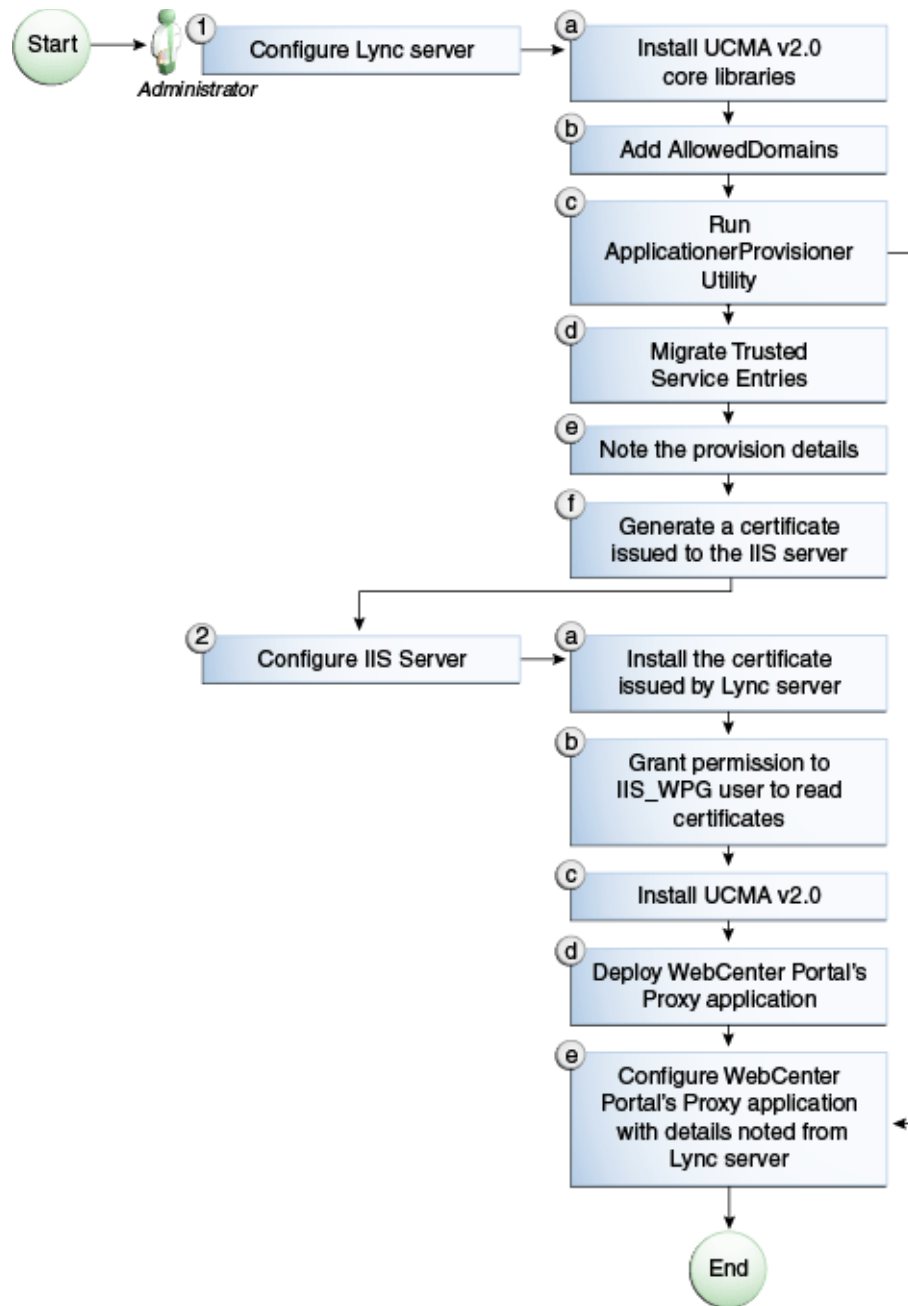 Start
Administrator
1
Configure Lync server
a
Install UCMA v2.0
core libraries
b
Add AllowedDomains
c
Run
ApplicationerProvisioner
Utility
d
Migrate Trusted
Service Entries
e
Note the provision details
f
Generate a certificate
issued to the IIS server
2
Configure IIS Server
a
Install the certificate
issued by Lync server
b
Grant permission to
IIS_WPG user to read
certificates
c
Install UCMA v2.0
d
Deploy WebCenter Portal's
Proxy application
e
Configure WebCenter
Portal's Proxy application
with details noted from
Lync server
End